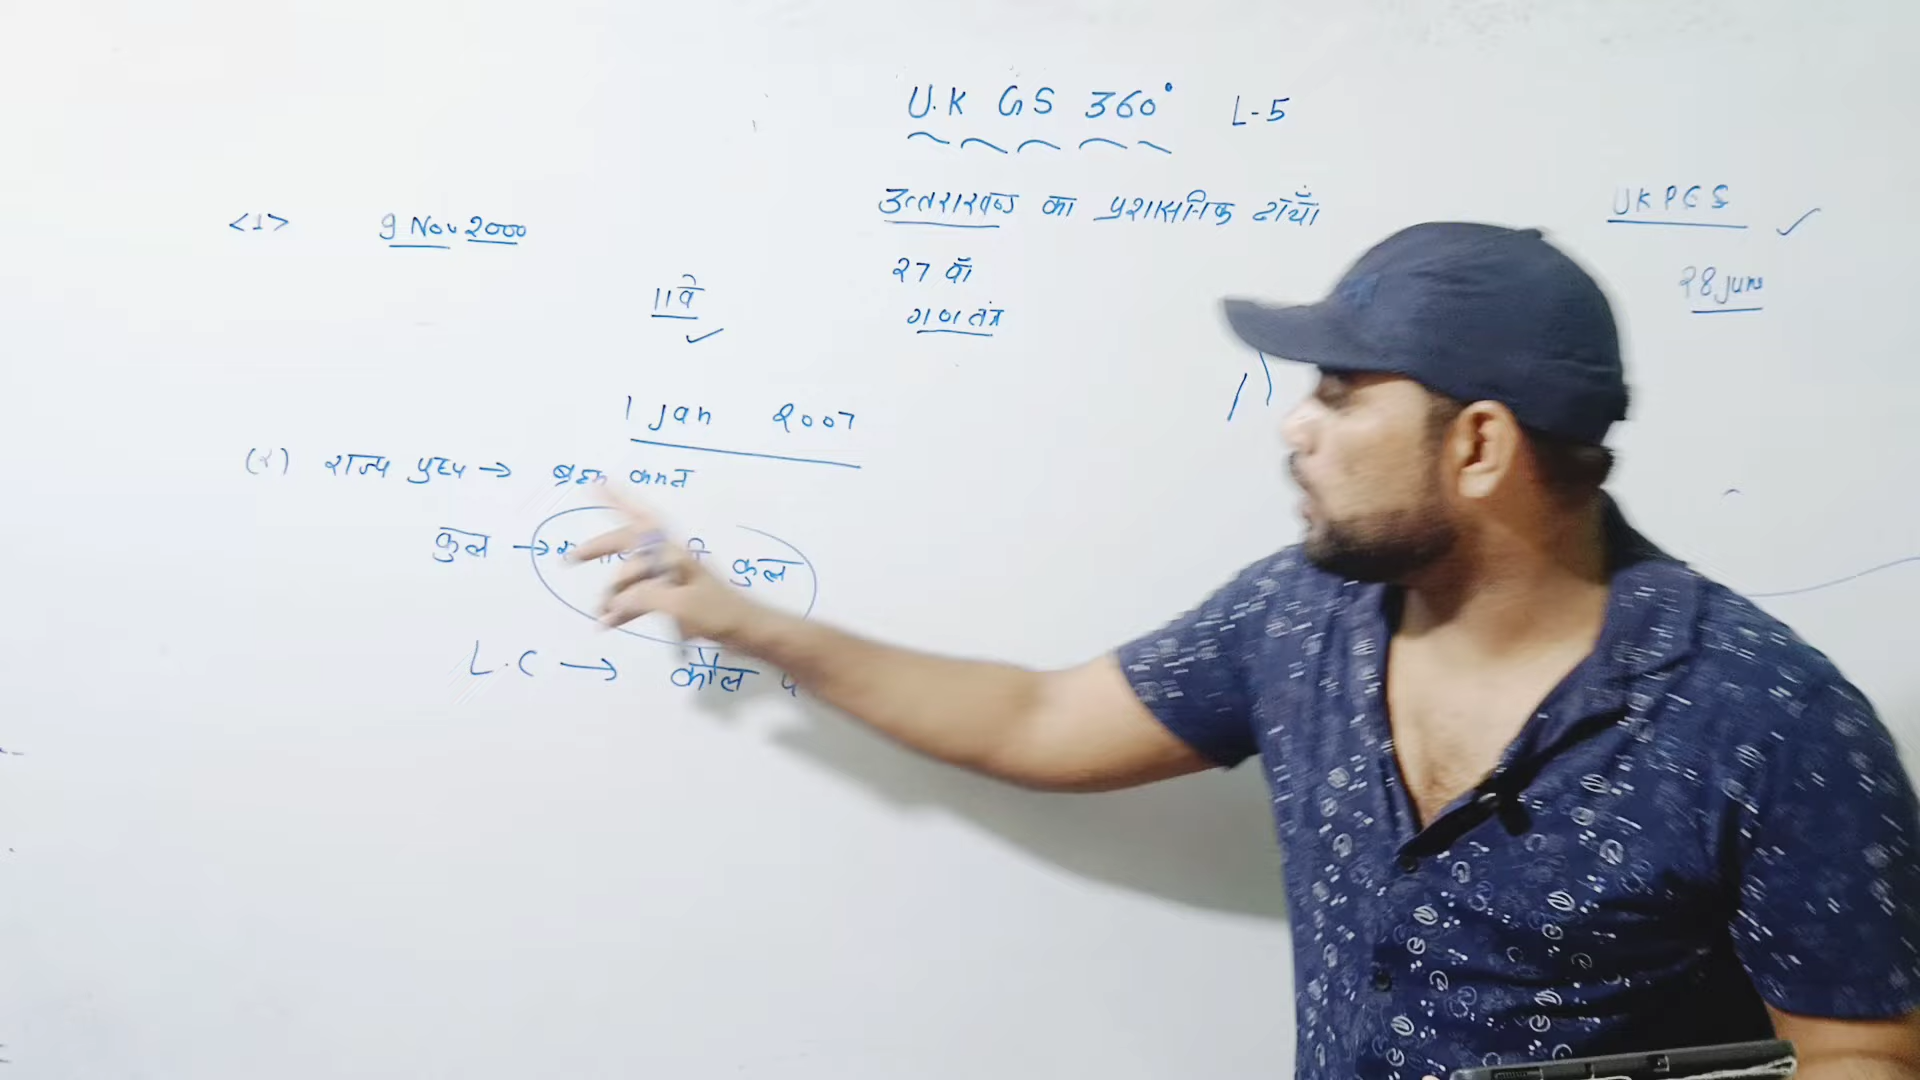 U.K GS 360° L-5
उत्तराखण्ड का प्रशासनिक ढाँचाँ
UKPCS
<1> 9 Nov 2000
27 वाँ
28 June
11वे
गणतंत्र
1 Jan 2007
(2) राज्य पुष्प → ब्रह्म कमल
कुल → कुल
L.C → कौल